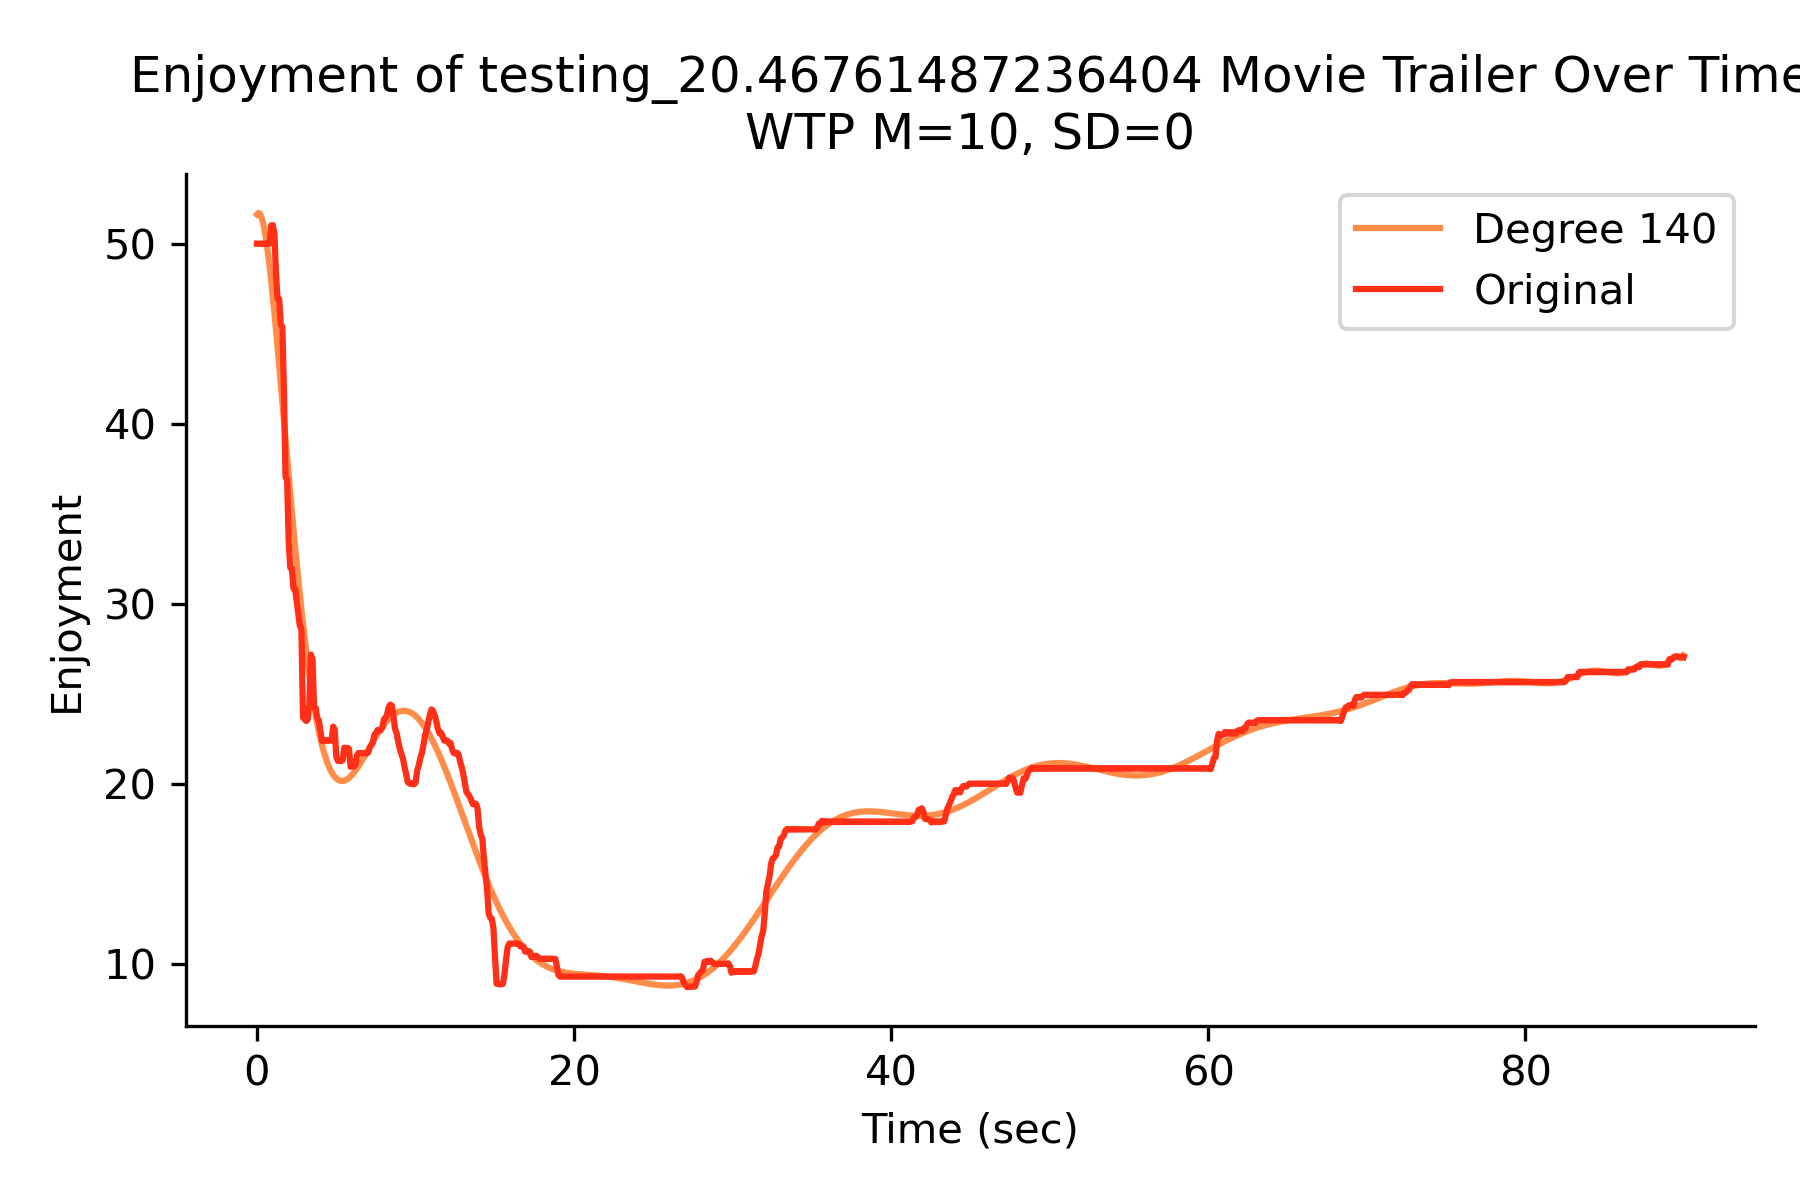 Enjoyment of testing_20.46761487236404 Movie Trailer Over Time
WTP M=10, SD=0
Degree 140
Original
Enjoyment
50
40
30
20
10
0
20
40
60
80
Time (sec)